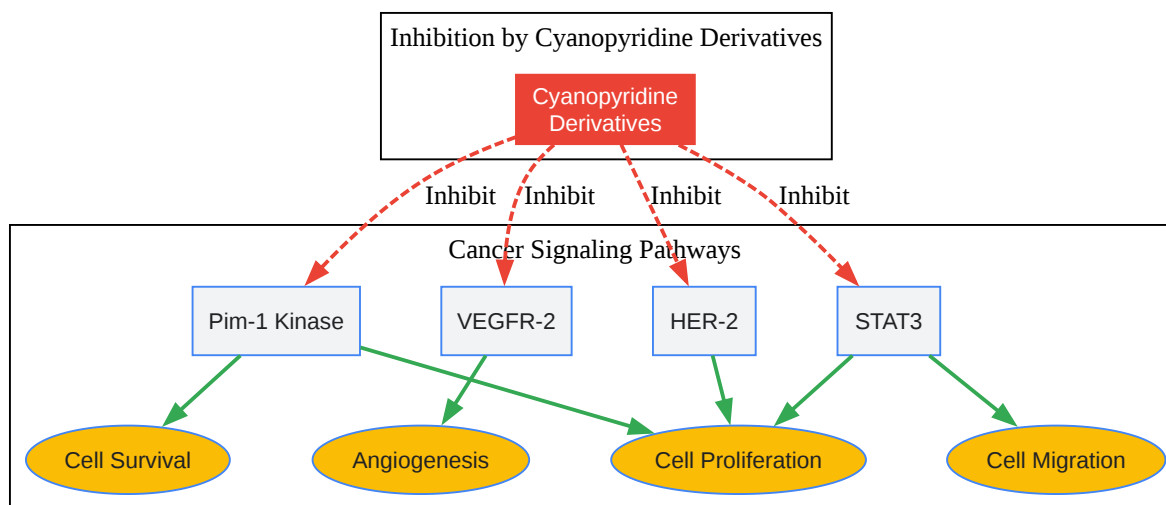 Inhibition by Cyanopyridine Derivatives
Cyanopyridine
Derivatives
Inhibit Inhibit Inhibit Inhibit
Cancer Signaling Pathways
Pim-1 Kinase VEGFR-2 HER-2 STAT3
Cell Survival Angiogenesis Cell Proliferation Cell Migration